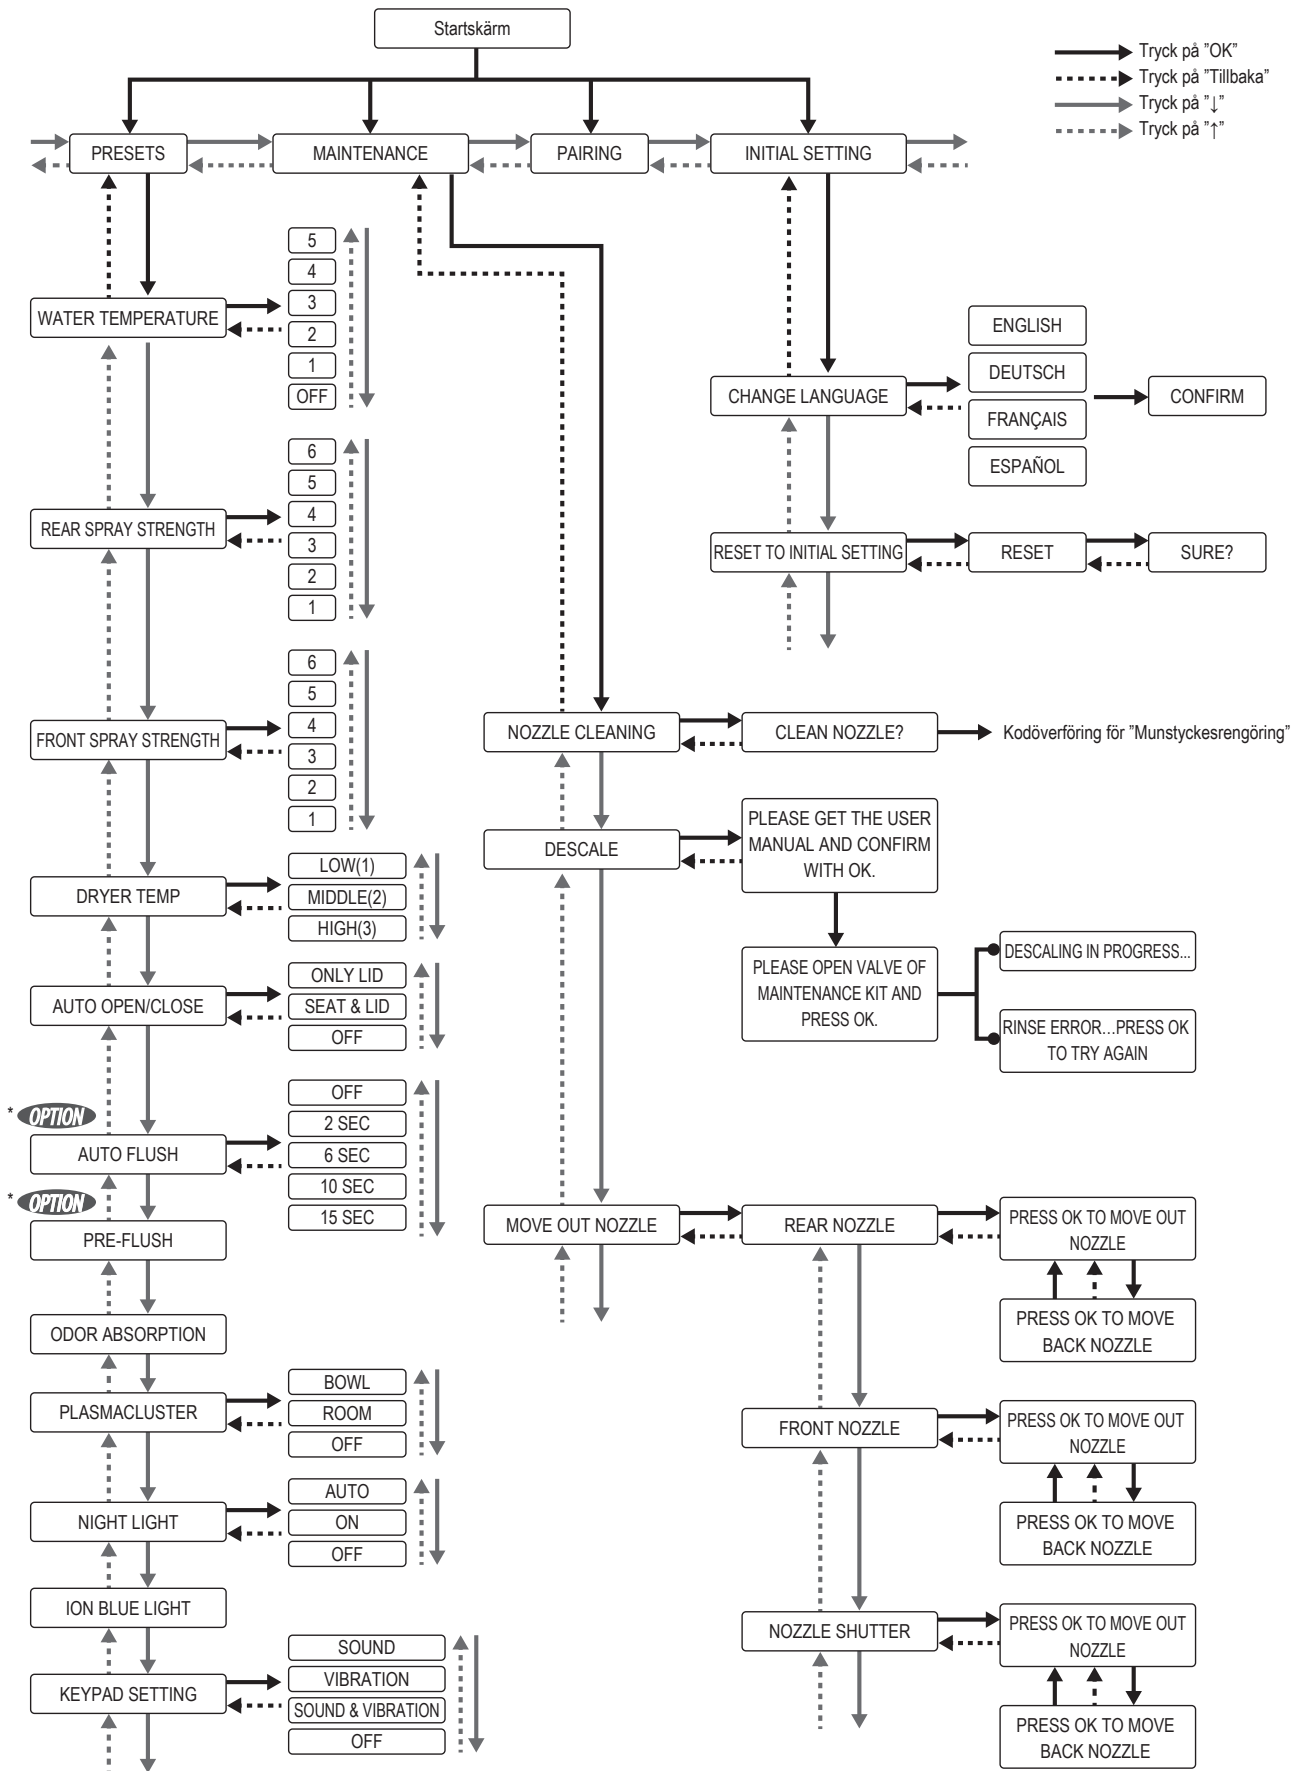 Startskärm
Tryck på ”OK”
Tryck på ”Tillbaka”
Tryck på ”↓”
Tryck på ”↑”
PRESETS
MAINTENANCE
PAIRING
INITIAL SETTING
WATER TEMPERATURE
5
4
3
2
1
OFF
REAR SPRAY STRENGTH
6
5
4
3
2
1
FRONT SPRAY STRENGTH
6
5
4
3
2
1
DRYER TEMP
LOW(1)
MIDDLE(2)
HIGH(3)
AUTO OPEN/CLOSE
ONLY LID
SEAT & LID
OFF
* OPTION
AUTO FLUSH
OFF
2 SEC
6 SEC
10 SEC
15 SEC
* OPTION
PRE-FLUSH
ODOR ABSORPTION
PLASMACLUSTER
BOWL
ROOM
OFF
NIGHT LIGHT
AUTO
ON
OFF
ION BLUE LIGHT
KEYPAD SETTING
SOUND
VIBRATION
SOUND & VIBRATION
OFF
NOZZLE CLEANING
CLEAN NOZZLE?
Kodöverföring för ”Munstyckesrengöring”
DESCALE
PLEASE GET THE USER
MANUAL AND CONFIRM
WITH OK.
PLEASE OPEN VALVE OF
MAINTENANCE KIT AND
PRESS OK.
DESCALING IN PROGRESS...
RINSE ERROR...PRESS OK
TO TRY AGAIN
MOVE OUT NOZZLE
REAR NOZZLE
PRESS OK TO MOVE OUT
NOZZLE
PRESS OK TO MOVE
BACK NOZZLE
FRONT NOZZLE
PRESS OK TO MOVE OUT
NOZZLE
PRESS OK TO MOVE
BACK NOZZLE
NOZZLE SHUTTER
PRESS OK TO MOVE OUT
NOZZLE
PRESS OK TO MOVE
BACK NOZZLE
CHANGE LANGUAGE
ENGLISH
DEUTSCH
FRANÇAIS
ESPAÑOL
CONFIRM
RESET TO INITIAL SETTING
RESET
SURE?